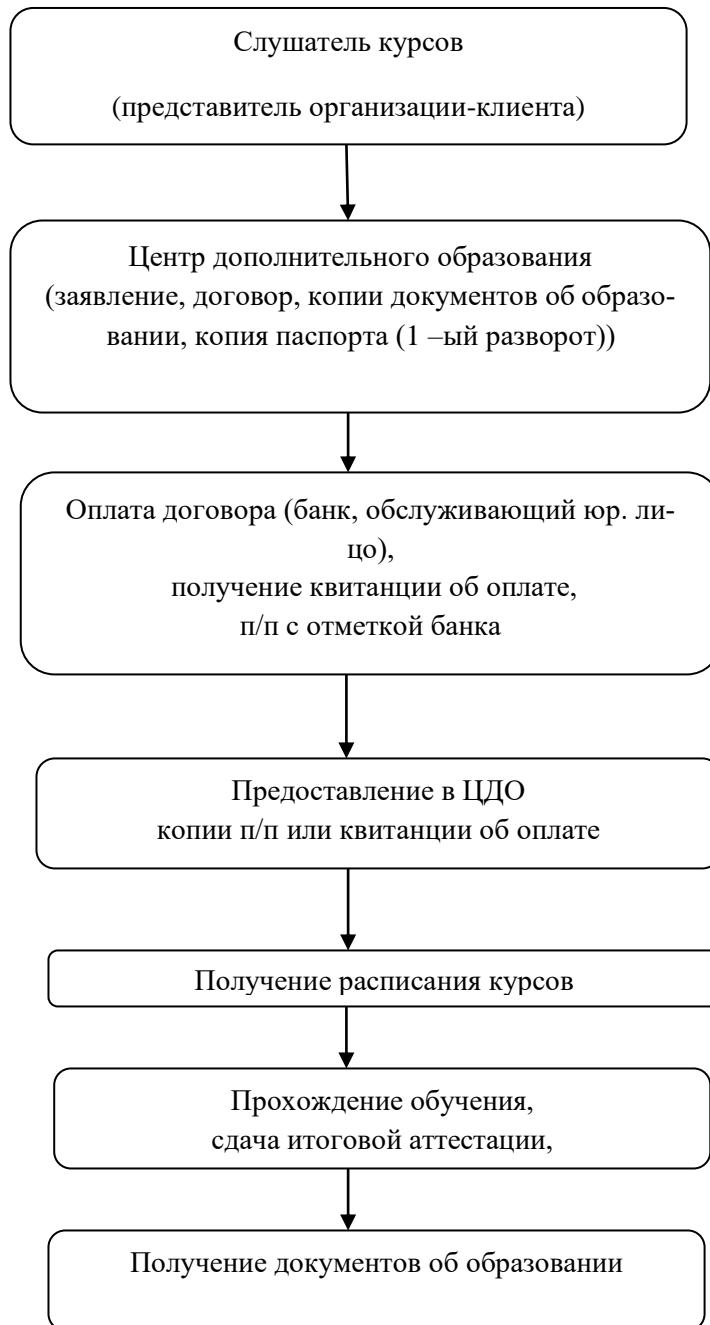 Слушатель курсов
(представитель организации-клиента)
Центр дополнительного образования
(заявление, договор, копии документов об образо-
вании, копия паспорта (1 –ый разворот))
Оплата договора (банк, обслуживающий юр. ли-
цо),
получение квитанции об оплате,
п/п с отметкой банка
Предоставление в ЦДО
копии п/п или квитанции об оплате
Получение расписания курсов
Прохождение обучения,
сдача итоговой аттестации,
Получение документов об образовании